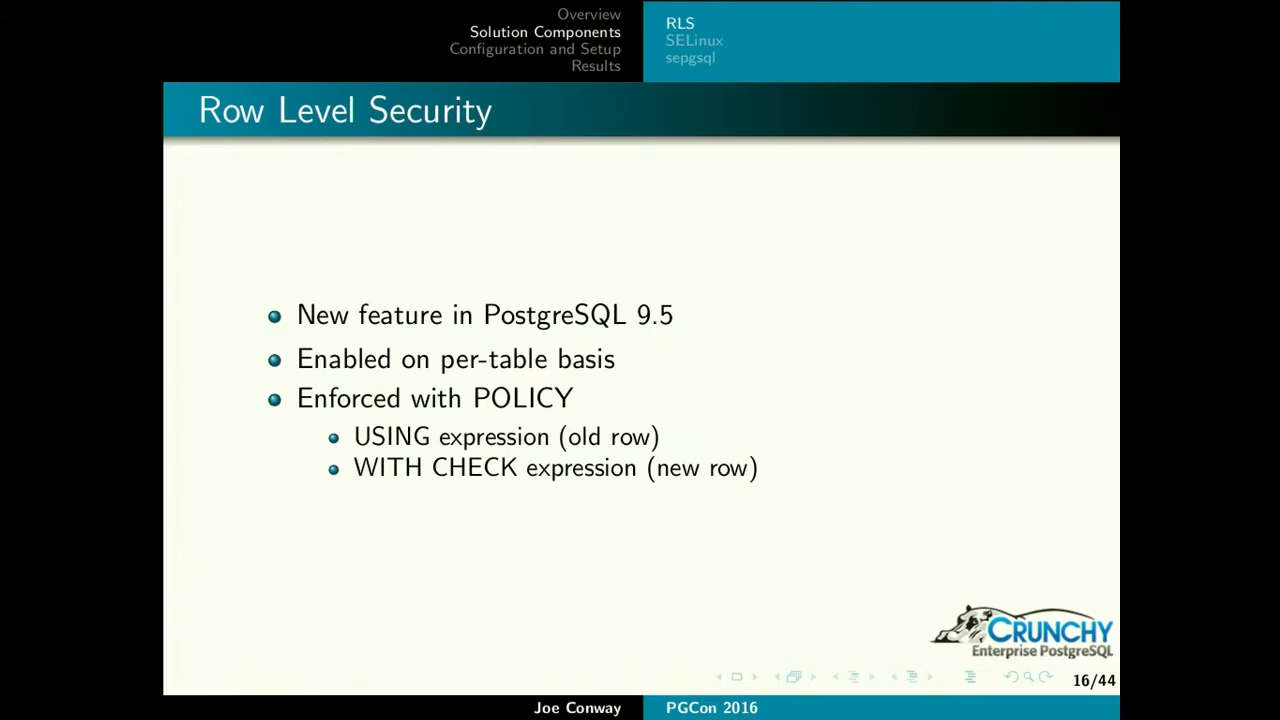 Overview
Solution Components
Configuration and Setup
Results
RLS
SELinux
sepgsql
Row Level Security
New feature in PostgreSQL 9.5
Enabled on per-table basis
Enforced with POLICY
USING expression (old row)
WITH CHECK expression (new row)
CRUNCHY
Enterprise PostgreSQL
16/44
Joe Conway
PGCon 2016